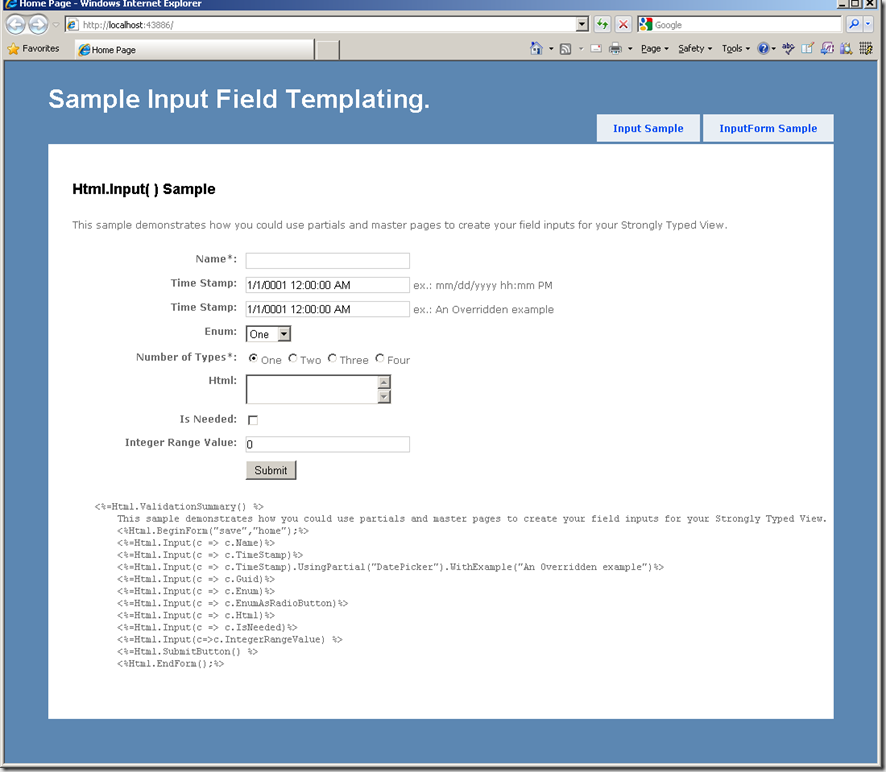 Home Page - Windows Internet Explorer
http://localhost:43886/
Google
Favorites
Home Page
Page
Safety
Tools
Sample Input Field Templating.
Input Sample
InputForm Sample
Html.Input( ) Sample
This sample demonstrates how you could use partials and master pages to create your field inputs for your Strongly Typed View.
Name*:
Time Stamp: 1/1/0001 12:00:00 AM ex.: mm/dd/yyyy hh:mm PM
Time Stamp: 1/1/0001 12:00:00 AM ex.: An Overridden example
Enum: One
Number of Types*: One Two Three Four
Html:
Is Needed:
Integer Range Value: 0
Submit
<%=Html.ValidationSummary() %>
This sample demonstrates how you could use partials and master pages to create your field inputs for your Strongly Typed View.
<%Html.BeginForm("save","home");%>
<%=Html.Input(c => c.Name)%>
<%=Html.Input(c => c.TimeStamp)%>
<%=Html.Input(c => c.TimeStamp).UsingPartial("DatePicker").WithExample("An Overridden example")%>
<%=Html.Input(c => c.Guid)%>
<%=Html.Input(c => c.Enum)%>
<%=Html.Input(c => c.EnumAsRadioButton)%>
<%=Html.Input(c => c.Html)%>
<%=Html.Input(c => c.IsNeeded)%>
<%=Html.Input(c=>c.IntegerRangeValue) %>
<%=Html.SubmitButton() %>
<%Html.EndForm();%>